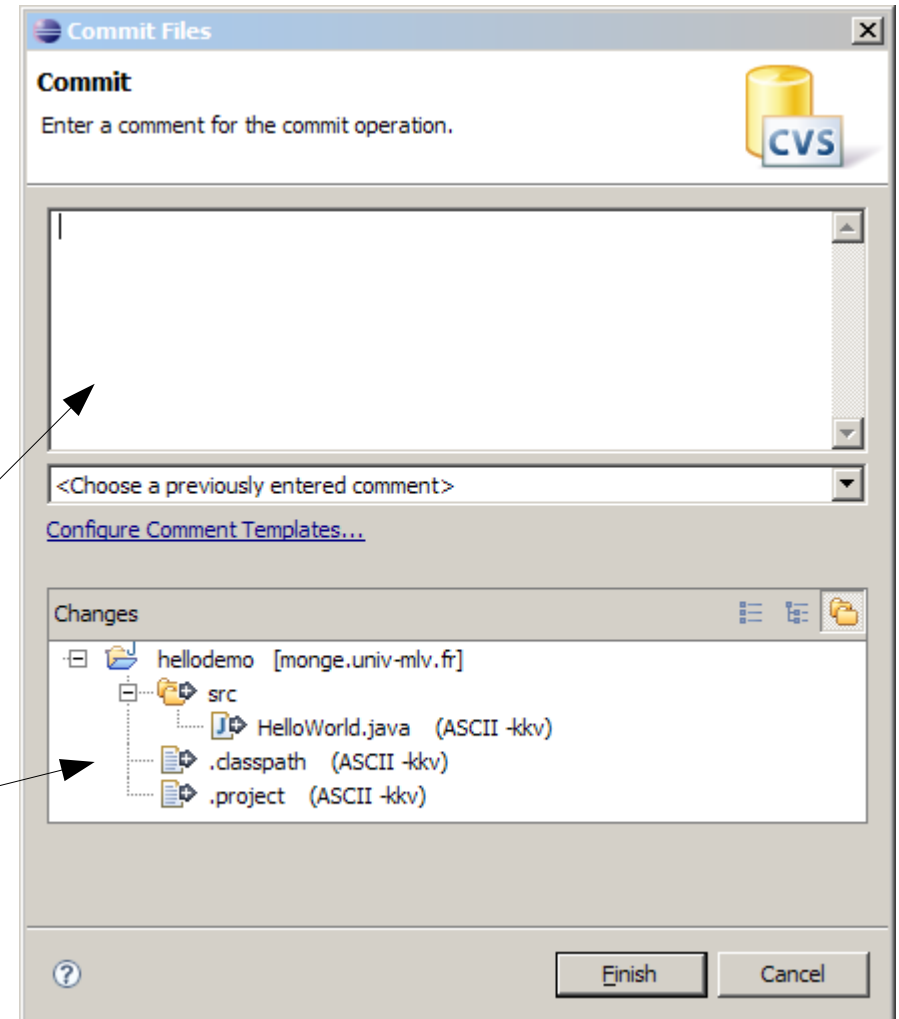 Commit Files
Commit
Enter a comment for the commit operation.
CVS
<Choose a previously entered comment>
Configure Comment Templates...
Changes
hellodemo [monge.univ-mlv.fr]
src
J HelloWorld.java (ASCII -kkv)
.classpath (ASCII -kkv)
.project (ASCII -kkv)
? Finish Cancel